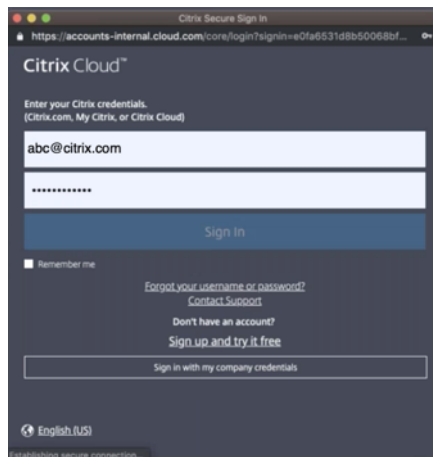 Citrix Secure Sign In
https://accounts-internal.cloud.com/core/login?signin=e0fa6531d8b50068bf...
Citrix Cloud™
Enter your Citrix credentials.
(Citrix.com, My Citrix, or Citrix Cloud)
abc@citrix.com
••••••••••••
Sign In
Remember me
Forgot your username or password?
Contact Support
Don't have an account?
Sign up and try it free
Sign in with my company credentials
English (US)
Establishing secure connection...